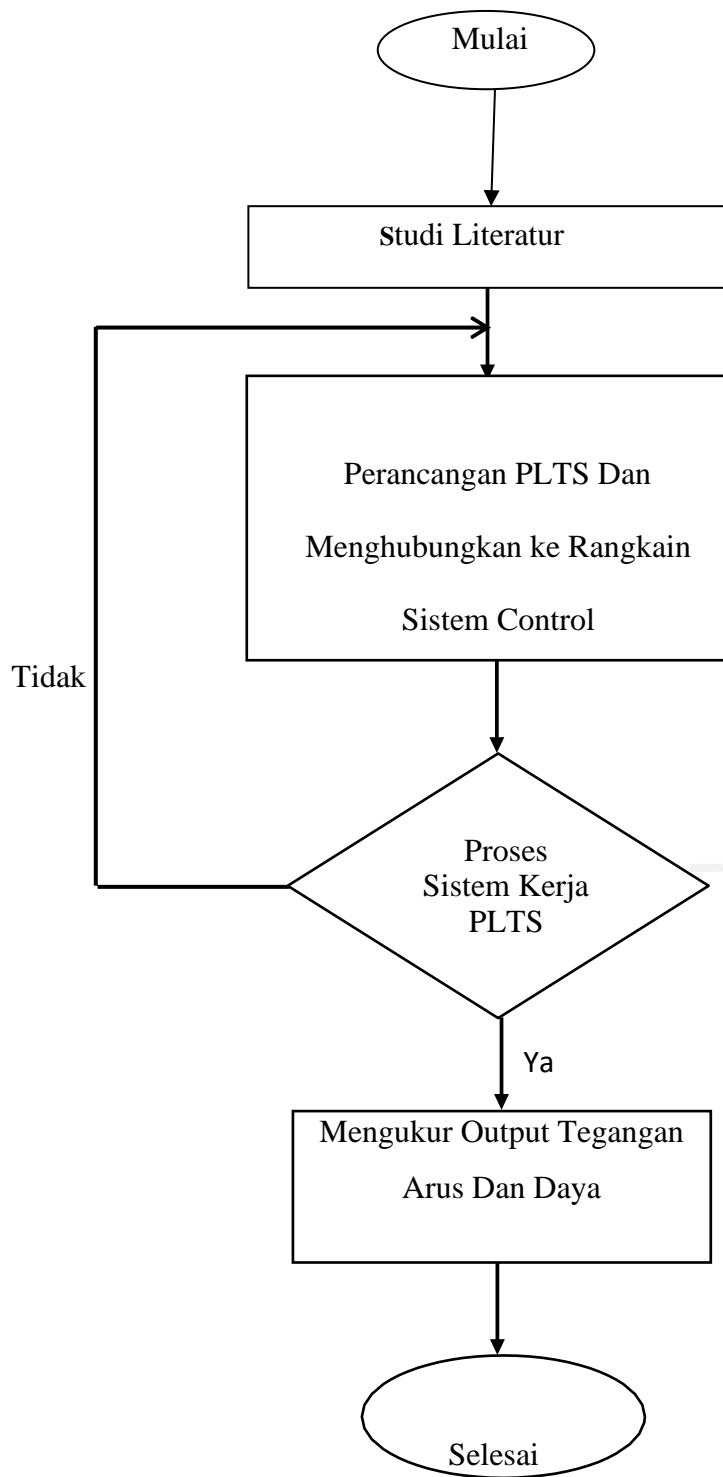 Mulai
Studi Literatur
Perancangan PLTS Dan
Menghubungkan ke Rangkain
Sistem Control
Tidak
Proses
Sistem Kerja
PLTS
Ya
Mengukur Output Tegangan
Arus Dan Daya
Selesai